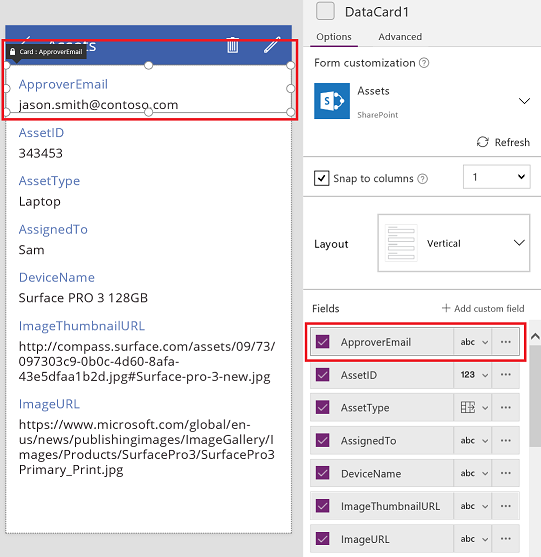 Assets
Card : ApproverEmail
ApproverEmail
jason.smith@contoso.com
AssetID
343453
AssetType
Laptop
AssignedTo
Sam
DeviceName
Surface PRO 3 128GB
ImageThumbnailURL
http://compass.surface.com/assets/09/73/
097303c9-0b0c-4d60-8afa-
43e5dfaa1b2d.jpg#Surface-pro-3-new.jpg
ImageURL
https://www.microsoft.com/global/en-
us/news/publishingimages/ImageGallery/I
mages/Products/SurfacePro3/SurfacePro3
Primary_Print.jpg
DataCard1
Options Advanced
Form customization ?
S
Assets
SharePoint
Refresh
Snap to columns ? 1
Layout Vertical
Fields + Add custom field
ApproverEmail abc ...
AssetID 123 ...
AssetType ...
AssignedTo abc ...
DeviceName abc ...
ImageThumbnailURL abc ...
ImageURL abc ...